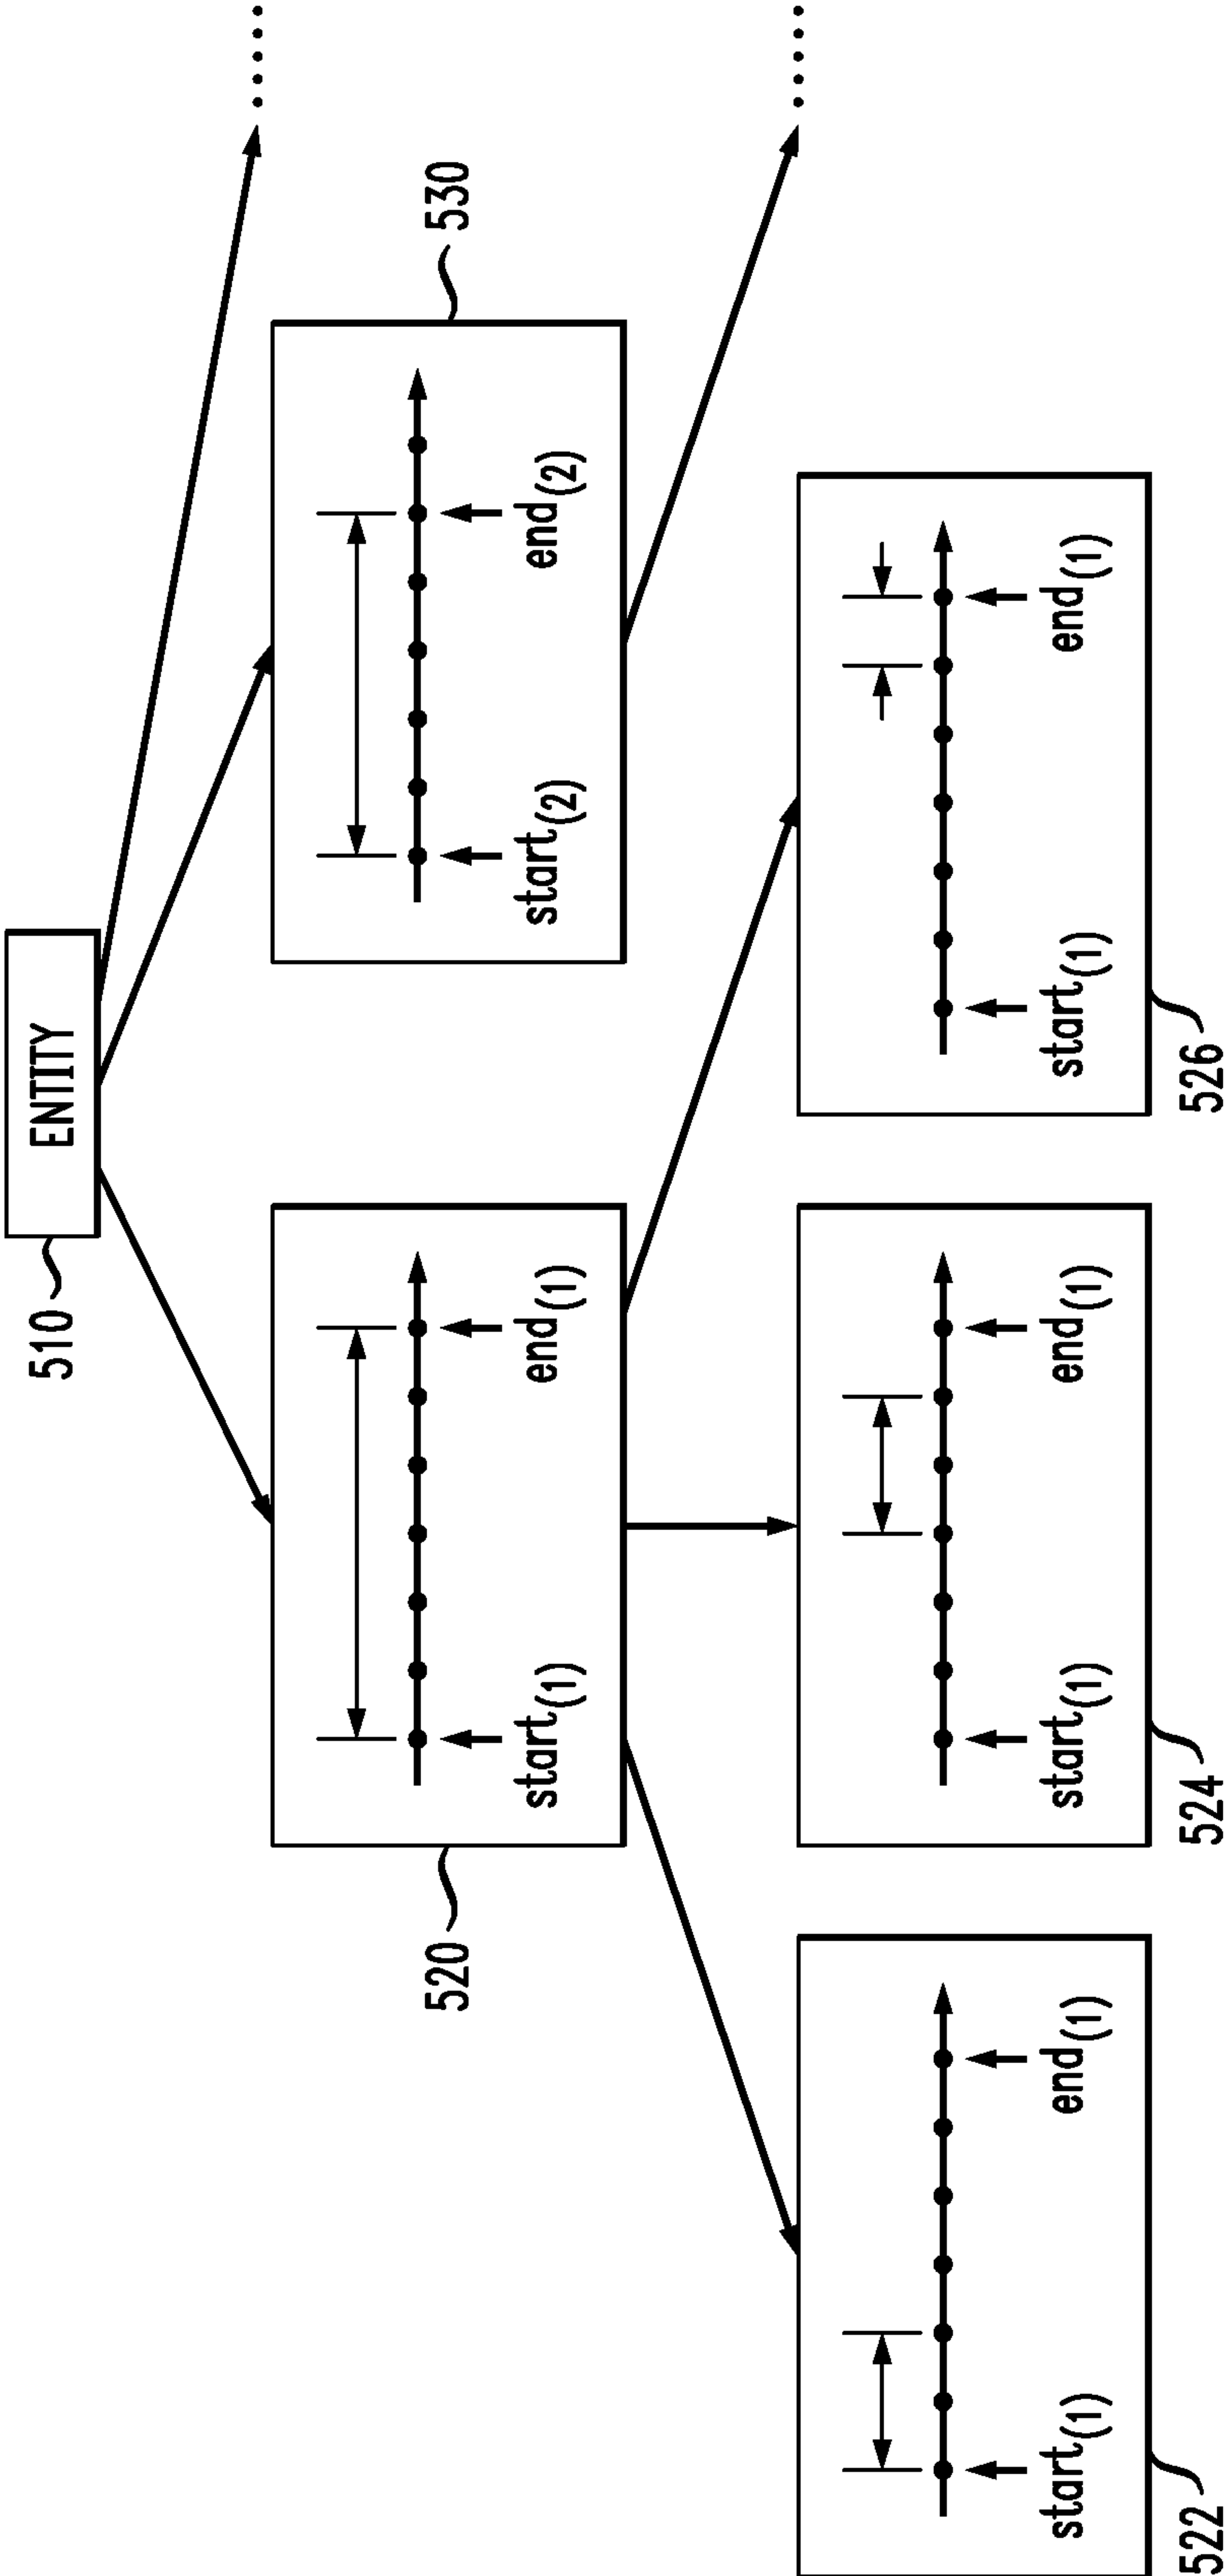 ENTITY
510
520
start(1)
end(1)
530
start(2)
end(2)
522
start(1)
end(1)
524
start(1)
end(1)
526
start(1)
end(1)